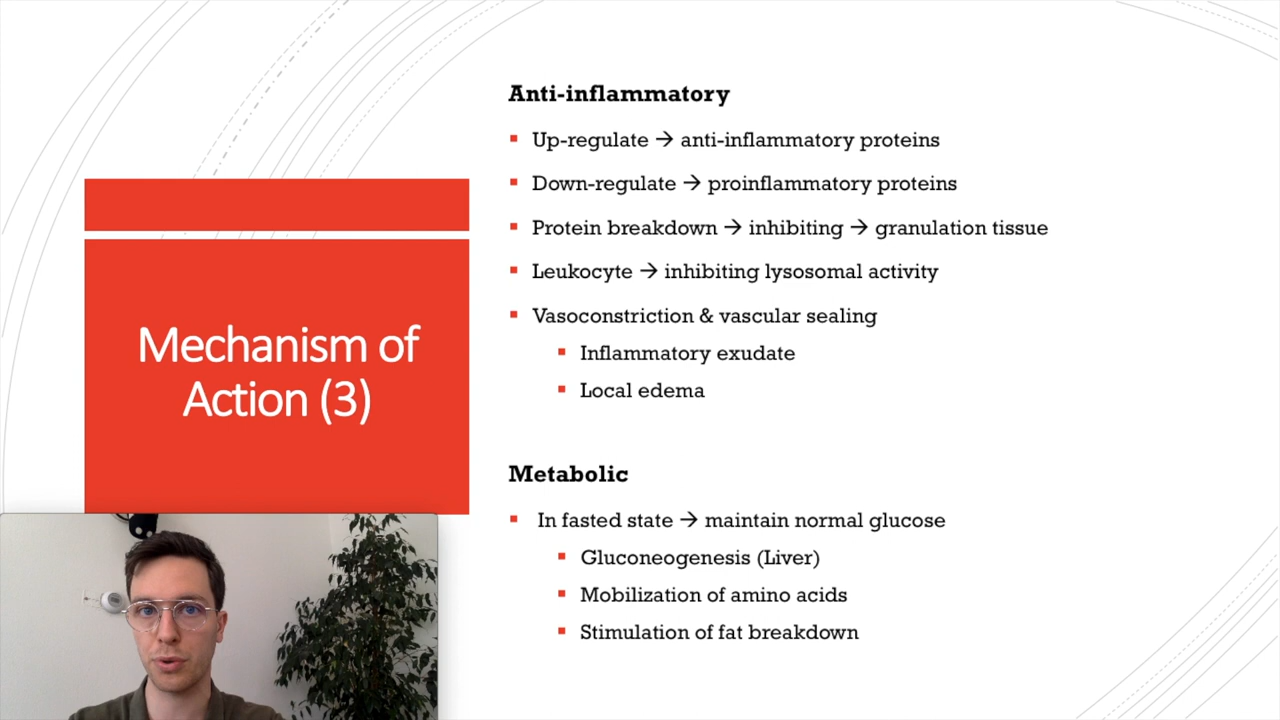 Mechanism of
Action (3)
Anti-inflammatory
Up-regulate → anti-inflammatory proteins
Down-regulate → proinflammatory proteins
Protein breakdown → inhibiting → granulation tissue
Leukocyte → inhibiting lysosomal activity
Vasoconstriction & vascular sealing
Inflammatory exudate
Local edema
Metabolic
In fasted state → maintain normal glucose
Gluconeogenesis (Liver)
Mobilization of amino acids
Stimulation of fat breakdown